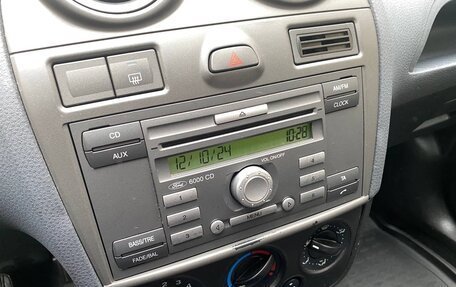 CD
AUX
AM/FM
CLOCK
12/10/24
10:28
VOL ON/OFF
Ford
6000 CD
1
2
3
4
5
6
TA
MENU
BASS/TRE
FADE/BAL